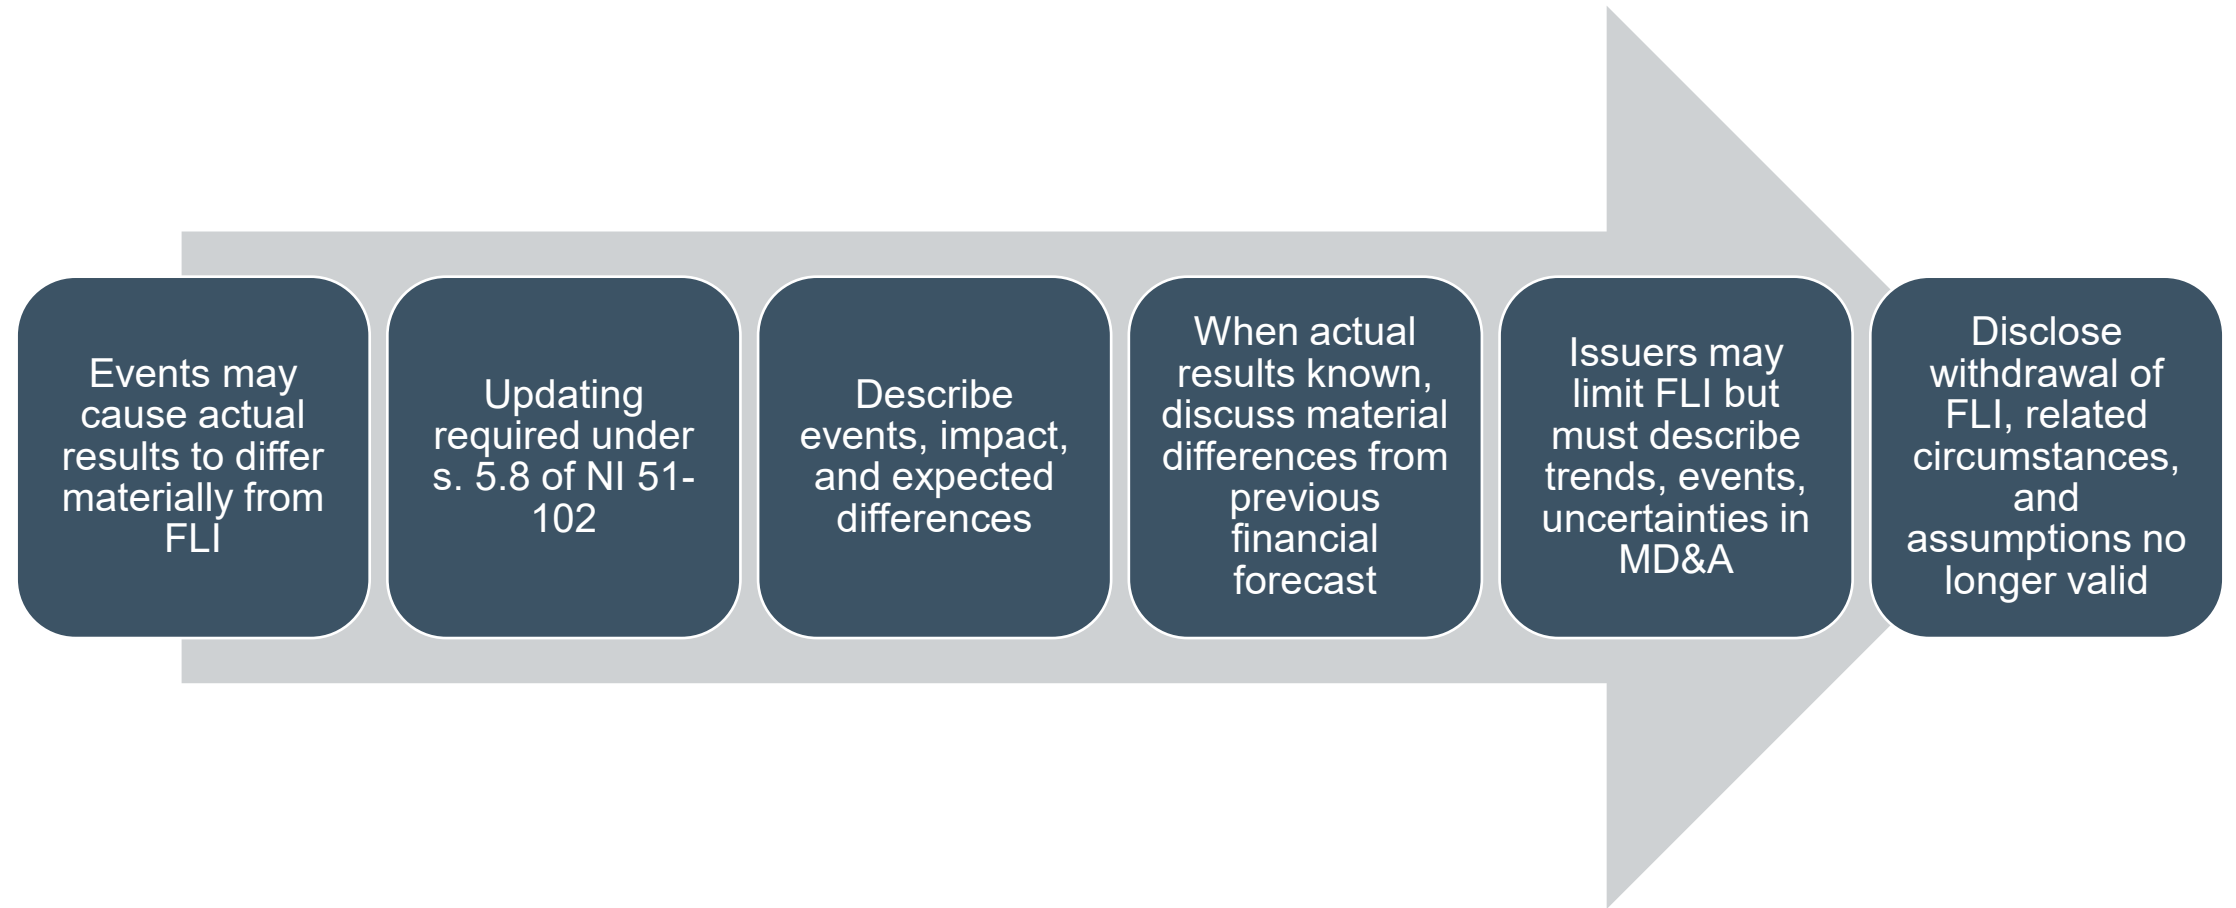 Events may
cause actual
results to differ
materially from
FLI
Updating
required under
s. 5.8 of NI 51-
102
Describe
events, impact,
and expected
differences
When actual
results known,
discuss material
differences from
previous
financial
forecast
Issuers may
limit FLI but
must describe
trends, events,
uncertainties in
MD&A
Disclose
withdrawal of
FLI, related
circumstances,
and
assumptions no
longer valid